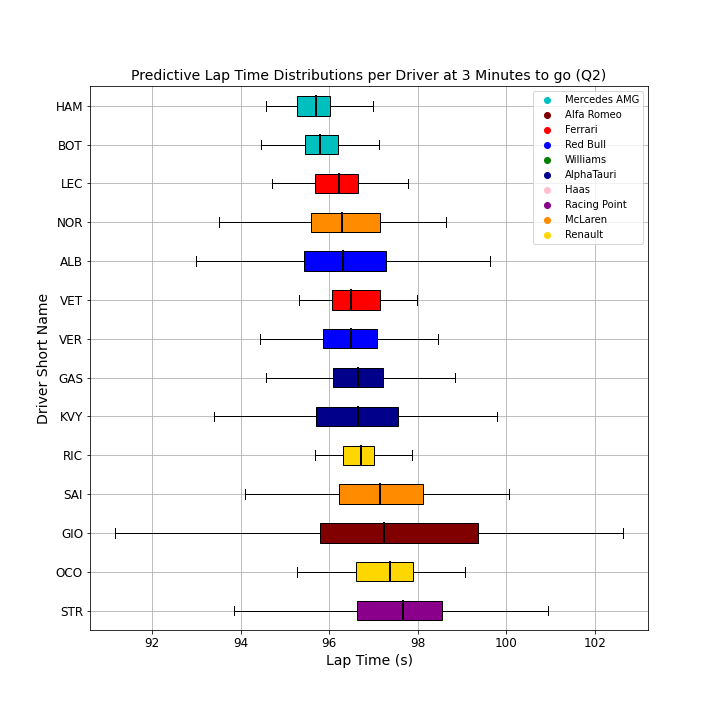 Predictive Lap Time Distributions per Driver at 3 Minutes to go (Q2)
HAM
BOT
LEC
NOR
ALB
VET
VER
GAS
KVY
RIC
SAI
GIO
OCO
STR
Driver Short Name
Mercedes AMG
Alfa Romeo
Ferrari
Red Bull
Williams
AlphaTauri
Haas
Racing Point
McLaren
Renault
92 94 96 98 100 102
Lap Time (s)